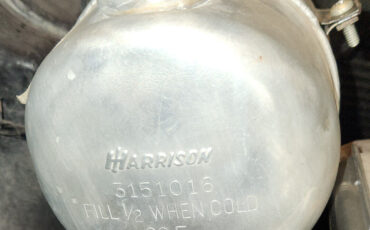 HARRISON
3151016
FILL 1/2 WHEN COLD